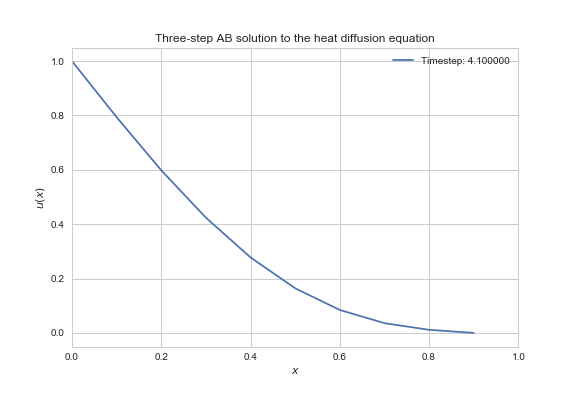 Three-step AB solution to the heat diffusion equation
Timestep: 4.100000
1.0
0.8
0.6
0.4
0.2
0.0
u(x)
0.0 0.2 0.4 0.6 0.8 1.0
x